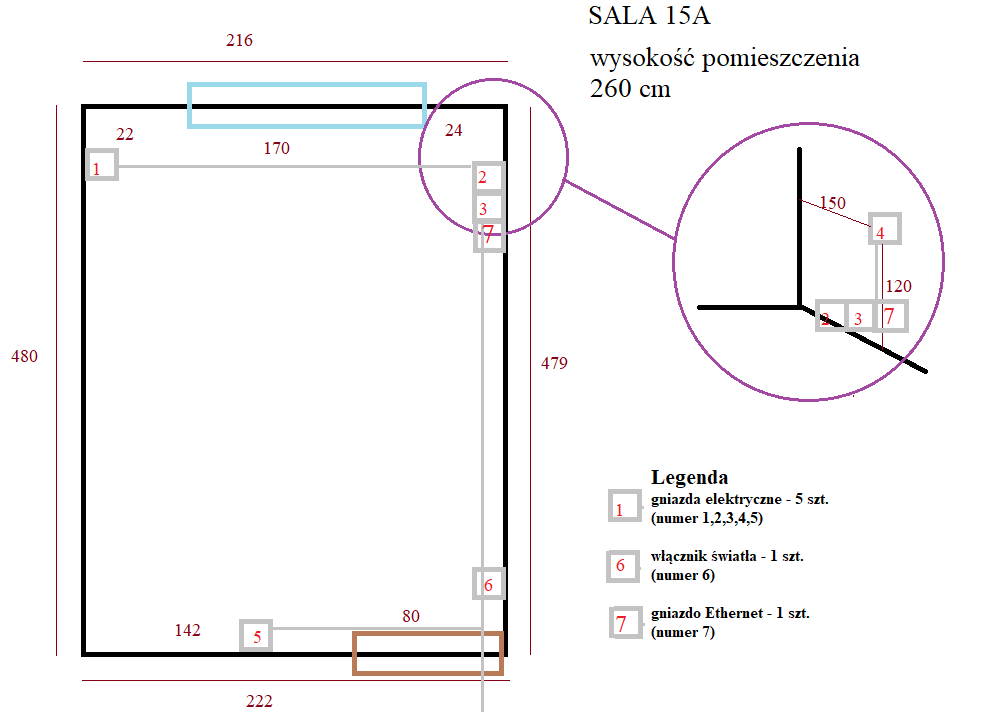 SALA 15A
wysokość pomieszczenia
260 cm
216
22
24
170
1
2
3
7
150
4
120
2
3
7
480
479
6
80
142
5
222
Legenda
1
gniazda elektryczne - 5 szt.
(numer 1,2,3,4,5)
6
włącznik światła - 1 szt.
(numer 6)
7
gniazdo Ethernet - 1 szt.
(numer 7)